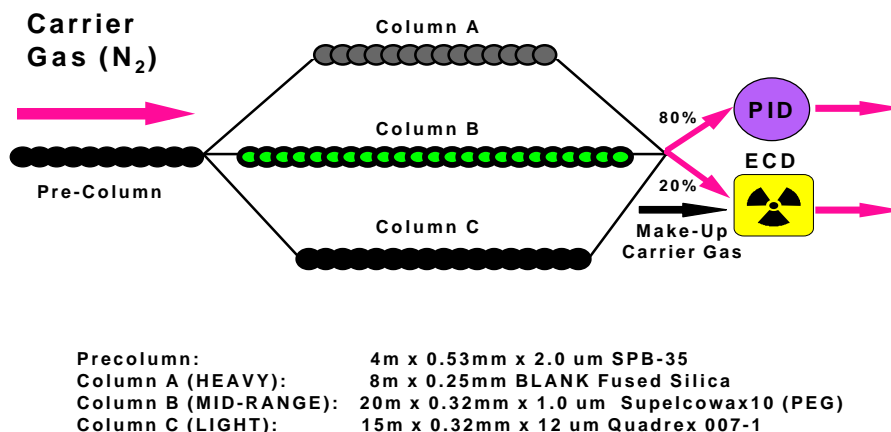 Carrier
Gas (N₂)
Column A
80%
PID
Column B
ECD
Pre-Column
20%
Column C
Make-Up
Carrier Gas
Precolumn: 4m x 0.53mm x 2.0 um SPB-35
Column A (HEAVY): 8m x 0.25mm BLANK Fused Silica
Column B (MID-RANGE): 20m x 0.32mm x 1.0 um Supelcowax10 (PEG)
Column C (LIGHT): 15m x 0.32mm x 12 um Quadrex 007-1